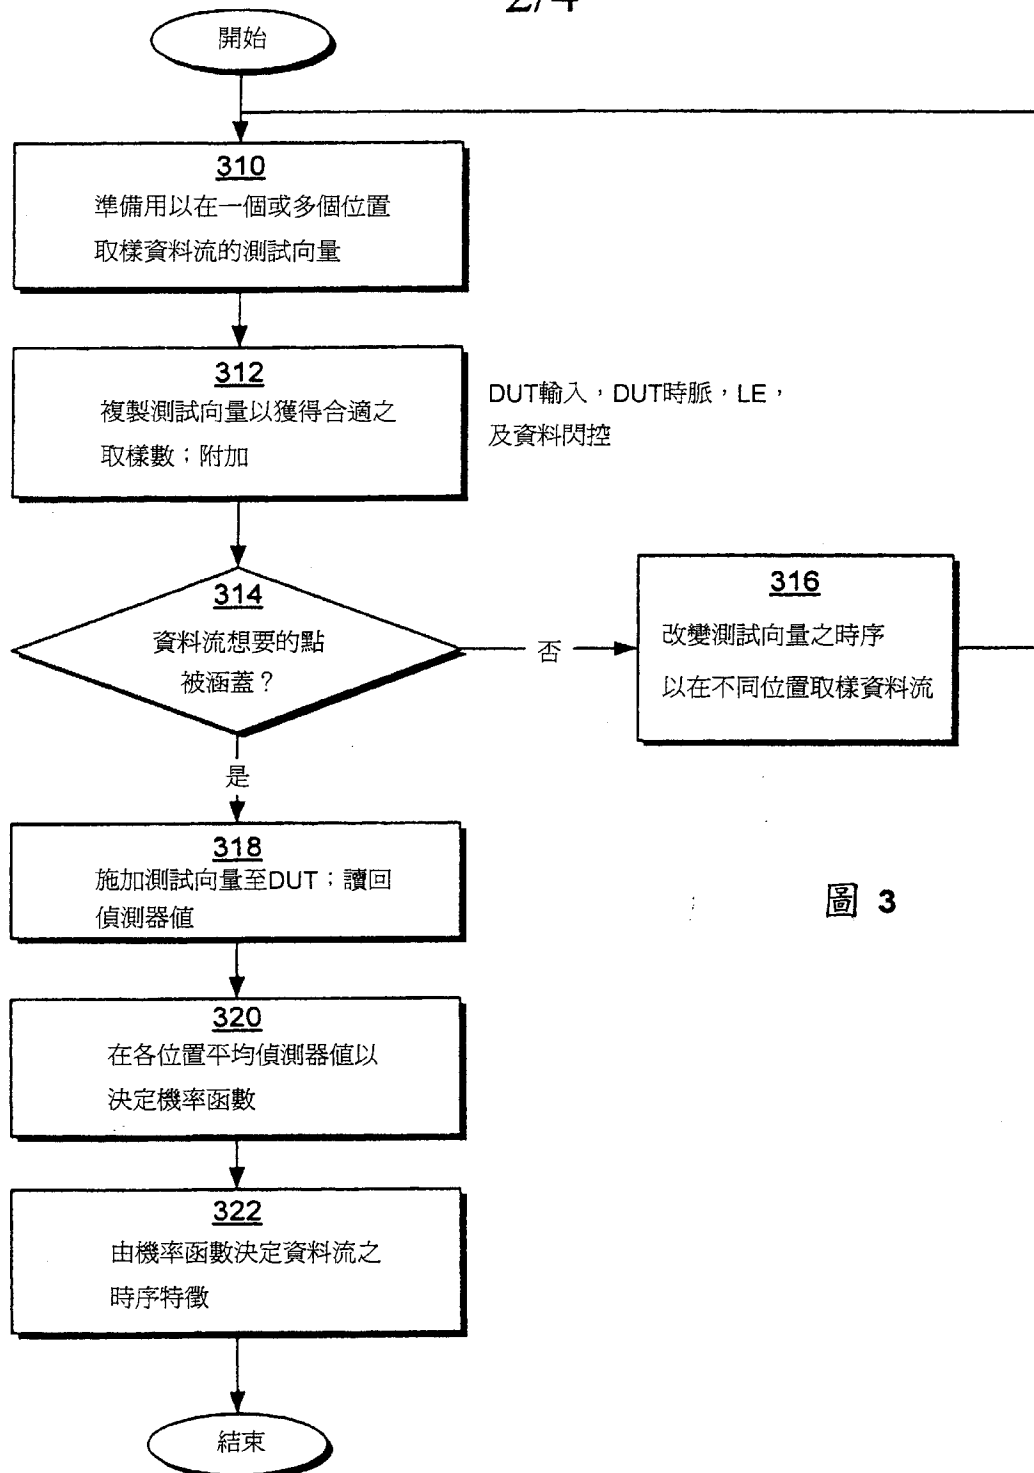 2/4
開始
310
準備用以在一個或多個位置
取樣資料流的測試向量
312
複製測試向量以獲得合適之
取樣數；附加
DUT輸入，DUT時脈，LE，
及資料閃控
314
資料流想要的點
被涵蓋？
否
316
改變測試向量之時序
以在不同位置取樣資料流
是
318
施加測試向量至DUT；讀回
偵測器值
圖 3
320
在各位置平均偵測器值以
決定機率函數
322
由機率函數決定資料流之
時序特徵
結束